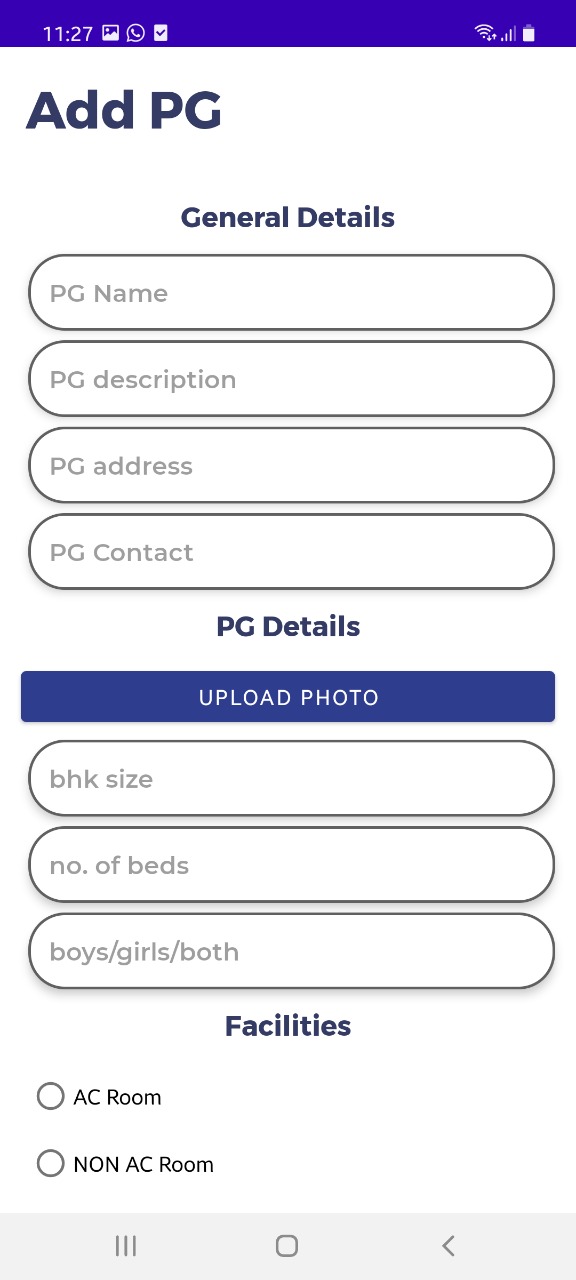 11:27
Add PG
General Details
PG Name
PG description
PG address
PG Contact
PG Details
UPLOAD PHOTO
bhk size
no. of beds
boys/girls/both
Facilities
AC Room
NON AC Room